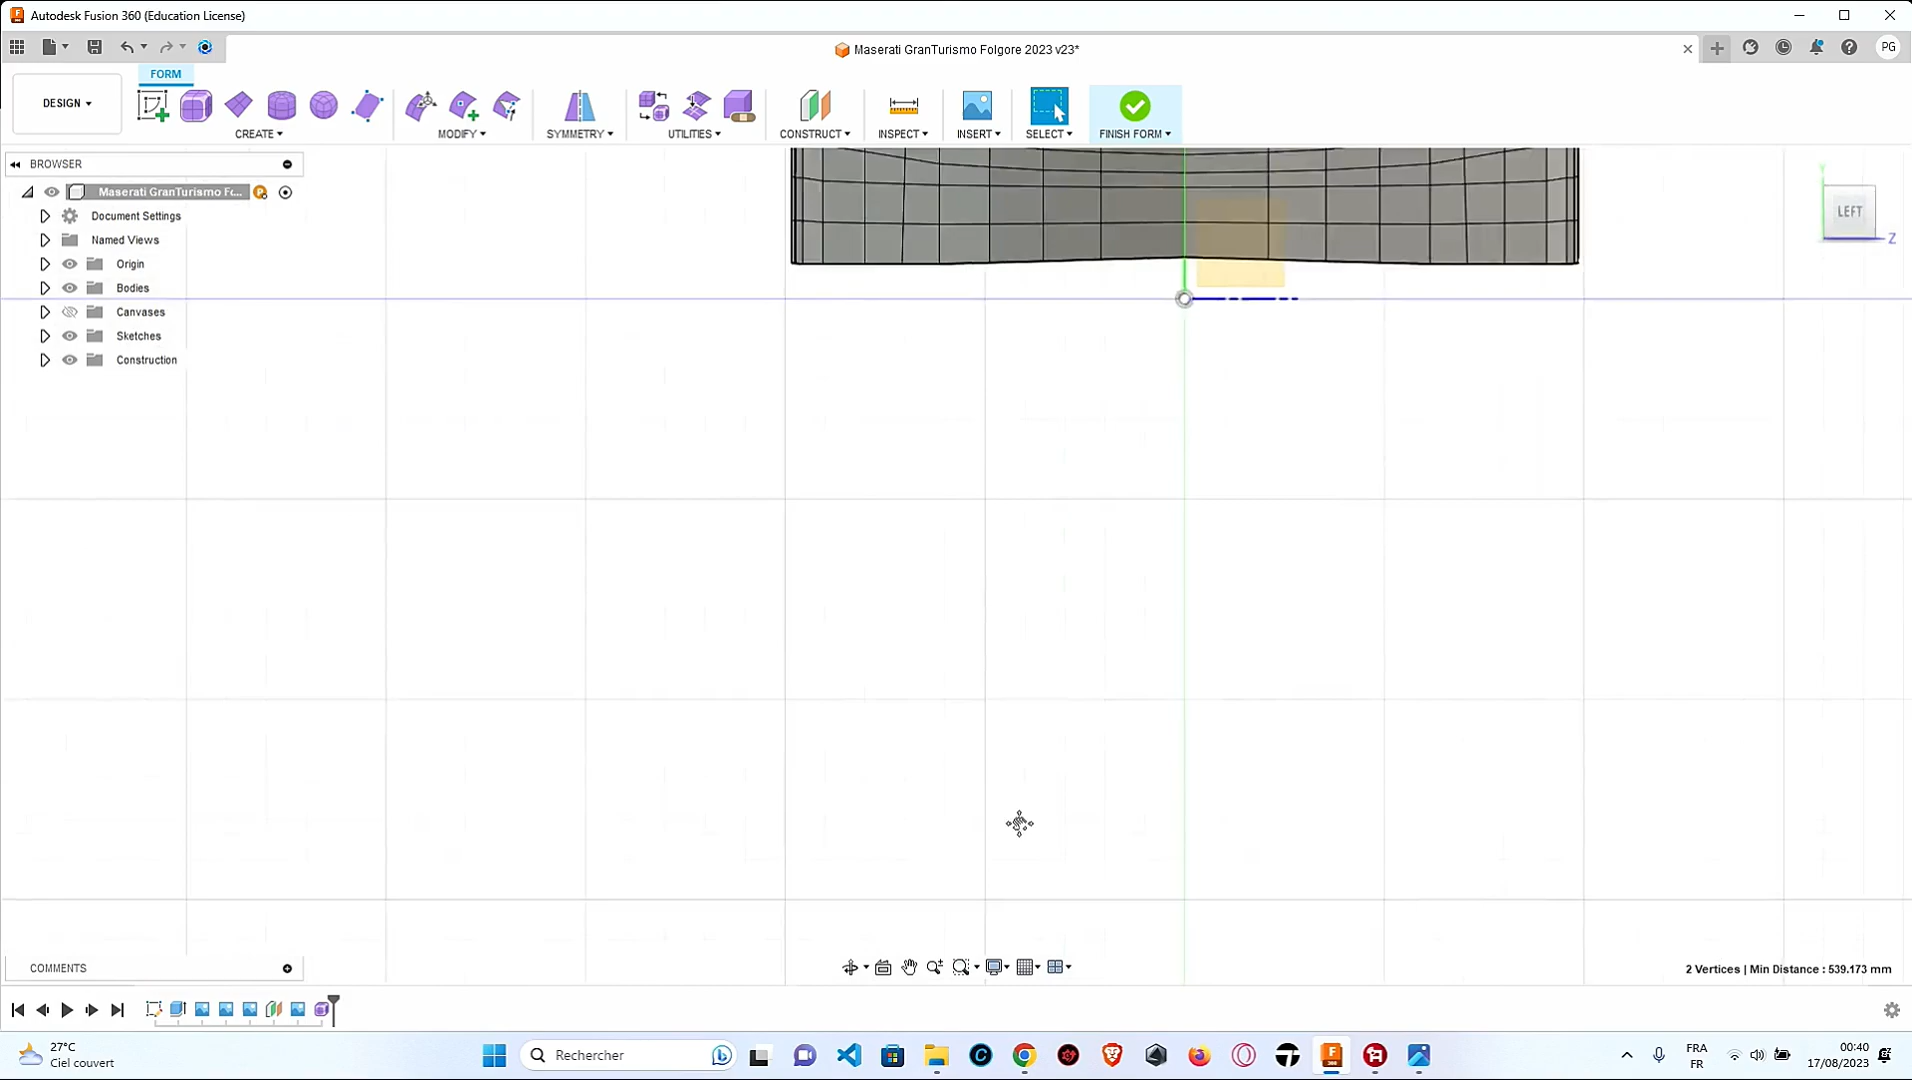 Autodesk Fusion 360 (Education License)
Maserati GranTurismo Folgore 2023 v23*
PG
FORM
DESIGN
CREATE
MODIFY
SYMMETRY
UTILITIES
CONSTRUCT
INSPECT
INSERT
SELECT
FINISH FORM
BROWSER
Maserati GranTurismo Fc...
Document Settings
Named Views
Origin
Bodies
Canvases
Sketches
Construction
LEFT
Z
COMMENTS
2 Vertices | Min Distance : 539.173 mm
27°C
Ciel couvert
Rechercher
FRA
FR
00:40
17/08/2023